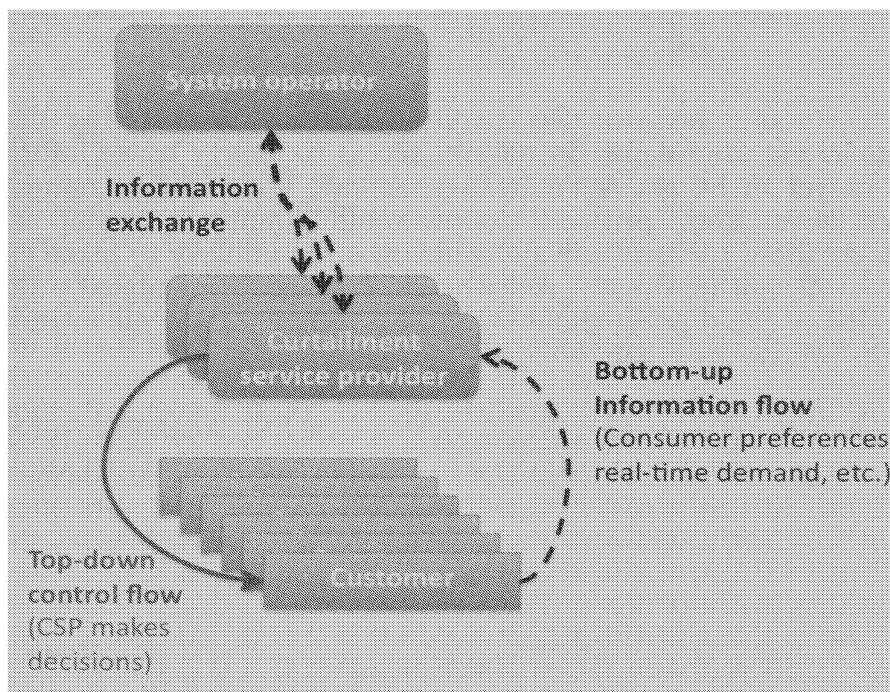 System operator
Information
exchange
Curtailment
service provider
Bottom-up
Information flow
(Consumer preferences
real-time demand, etc.)
Customer
Top-down
control flow
(CSP makes
decisions)